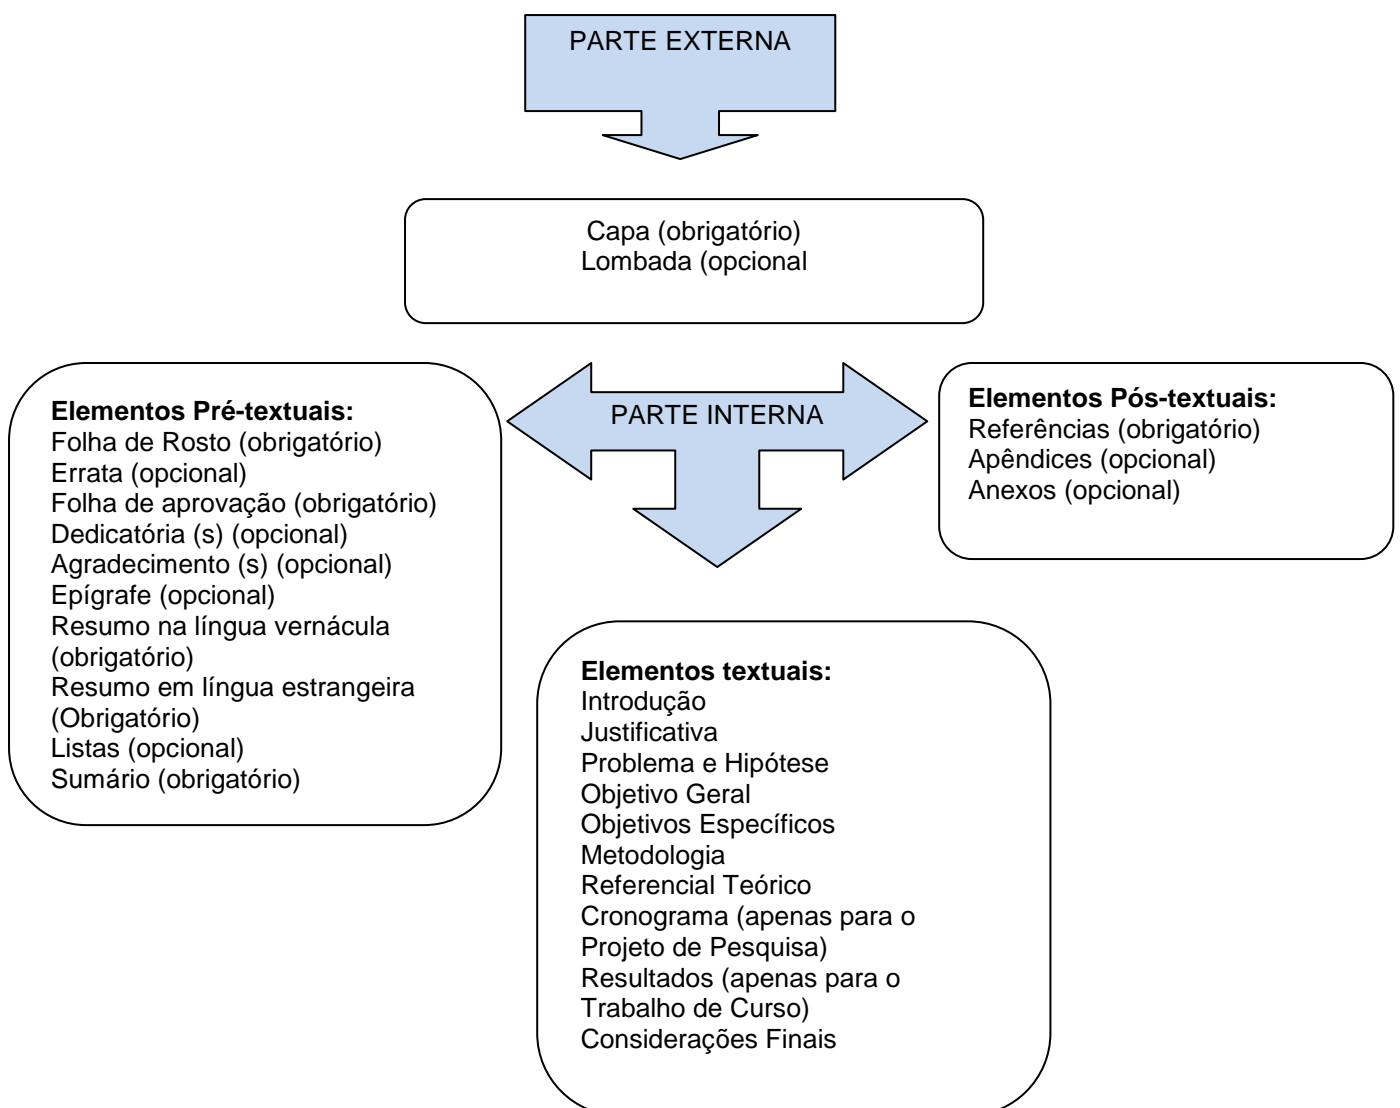 PARTE EXTERNA
Capa (obrigatório)
Lombada (opcional
Elementos Pré-textuais:
Folha de Rosto (obrigatório)
Errata (opcional)
Folha de aprovação (obrigatório)
Dedicatória (s) (opcional)
Agradecimento (s) (opcional)
Epígrafe (opcional)
Resumo na língua vernácula
(obrigatório)
Resumo em língua estrangeira
(Obrigatório)
Listas (opcional)
Sumário (obrigatório)
PARTE INTERNA
Elementos Pós-textuais:
Referências (obrigatório)
Apêndices (opcional)
Anexos (opcional)
Elementos textuais:
Introdução
Justificativa
Problema e Hipótese
Objetivo Geral
Objetivos Específicos
Metodologia
Referencial Teórico
Cronograma (apenas para o
Projeto de Pesquisa)
Resultados (apenas para o
Trabalho de Curso)
Considerações Finais